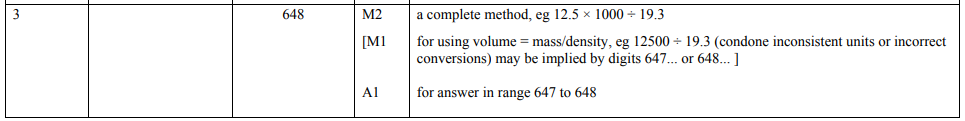 3 648 M2 a complete method, eg 12.5 × 1000 ÷ 19.3
[M1 for using volume = mass/density, eg 12500 ÷ 19.3 (condone inconsistent units or incorrect
conversions) may be implied by digits 647... or 648... ]
A1 for answer in range 647 to 648